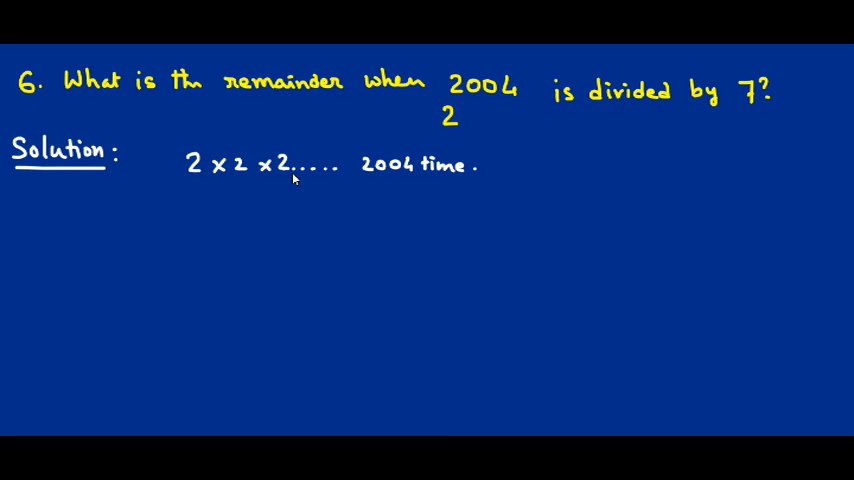 6. What is th remainder when 2^2004 is divided by 7?
Solution: 2 × 2 × 2..... 2004 time.